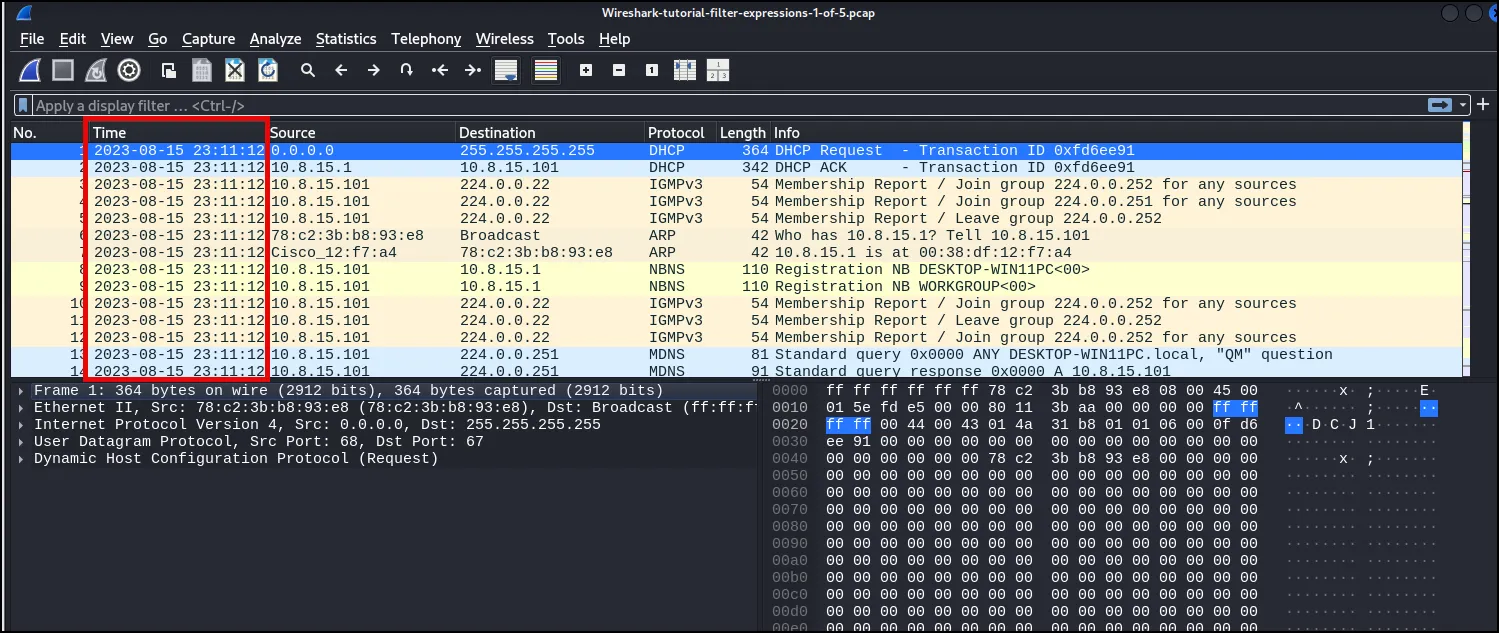 Wireshark-tutorial-filter-expressions-1-of-5.pcap
File Edit View Go Capture Analyze Statistics Telephony Wireless Tools Help
Apply a display filter … <Ctrl-/>
No. Time Source Destination Protocol Length Info
1 2023-08-15 23:11:12 0.0.0.0 255.255.255.255 DHCP 364 DHCP Request - Transaction ID 0xfd6ee91
2 2023-08-15 23:11:12 10.8.15.1 10.8.15.101 DHCP 342 DHCP ACK - Transaction ID 0xfd6ee91
3 2023-08-15 23:11:12 10.8.15.101 224.0.0.22 IGMPv3 54 Membership Report / Join group 224.0.0.252 for any sources
4 2023-08-15 23:11:12 10.8.15.101 224.0.0.22 IGMPv3 54 Membership Report / Join group 224.0.0.251 for any sources
5 2023-08-15 23:11:12 10.8.15.101 224.0.0.22 IGMPv3 54 Membership Report / Leave group 224.0.0.252
6 2023-08-15 23:11:12 78:c2:3b:b8:93:e8 Broadcast ARP 42 Who has 10.8.15.1? Tell 10.8.15.101
7 2023-08-15 23:11:12 Cisco_12:f7:a4 78:c2:3b:b8:93:e8 ARP 42 10.8.15.1 is at 00:38:df:12:f7:a4
8 2023-08-15 23:11:12 10.8.15.101 10.8.15.1 NBNS 110 Registration NB DESKTOP-WIN11PC<00>
9 2023-08-15 23:11:12 10.8.15.101 10.8.15.1 NBNS 110 Registration NB WORKGROUP<00>
10 2023-08-15 23:11:12 10.8.15.101 224.0.0.22 IGMPv3 54 Membership Report / Join group 224.0.0.252 for any sources
11 2023-08-15 23:11:12 10.8.15.101 224.0.0.22 IGMPv3 54 Membership Report / Leave group 224.0.0.252
12 2023-08-15 23:11:12 10.8.15.101 224.0.0.22 IGMPv3 54 Membership Report / Join group 224.0.0.252 for any sources
13 2023-08-15 23:11:12 10.8.15.101 224.0.0.251 MDNS 81 Standard query 0x0000 ANY DESKTOP-WIN11PC.local, "QM" question
14 2023-08-15 23:11:12 10.8.15.101 224.0.0.251 MDNS 91 Standard query response 0x0000 A 10.8.15.101
Frame 1: 364 bytes on wire (2912 bits), 364 bytes captured (2912 bits)
Ethernet II, Src: 78:c2:3b:b8:93:e8 (78:c2:3b:b8:93:e8), Dst: Broadcast (ff:ff:f
Internet Protocol Version 4, Src: 0.0.0.0, Dst: 255.255.255.255
User Datagram Protocol, Src Port: 68, Dst Port: 67
Dynamic Host Configuration Protocol (Request)
0000 ff ff ff ff ff ff 78 c2 3b b8 93 e8 08 00 45 00 ······x· ;·····E·
0010 01 5e fd e5 00 00 80 11 3b aa 00 00 00 00 ff ff ·^······ ;·······
0020 ff ff 00 44 00 43 01 4a 31 b8 01 01 06 00 0f d6 ···D·C·J 1·······
0030 ee 91 00 00 00 00 00 00 00 00 00 00 00 00 00 00 ········ ········
0040 00 00 00 00 00 00 78 c2 3b b8 93 e8 00 00 00 00 ······x· ;·······
0050 00 00 00 00 00 00 00 00 00 00 00 00 00 00 00 00 ········ ········
0060 00 00 00 00 00 00 00 00 00 00 00 00 00 00 00 00 ········ ········
0070 00 00 00 00 00 00 00 00 00 00 00 00 00 00 00 00 ········ ········
0080 00 00 00 00 00 00 00 00 00 00 00 00 00 00 00 00 ········ ········
0090 00 00 00 00 00 00 00 00 00 00 00 00 00 00 00 00 ········ ········
00a0 00 00 00 00 00 00 00 00 00 00 00 00 00 00 00 00 ········ ········
00b0 00 00 00 00 00 00 00 00 00 00 00 00 00 00 00 00 ········ ········
00c0 00 00 00 00 00 00 00 00 00 00 00 00 00 00 00 00 ········ ········
00d0 00 00 00 00 00 00 00 00 00 00 00 00 00 00 00 00 ········ ········
00e0 00 00 00 00 00 00 00 00 00 00 00 00 00 00 00 00 ········ ········